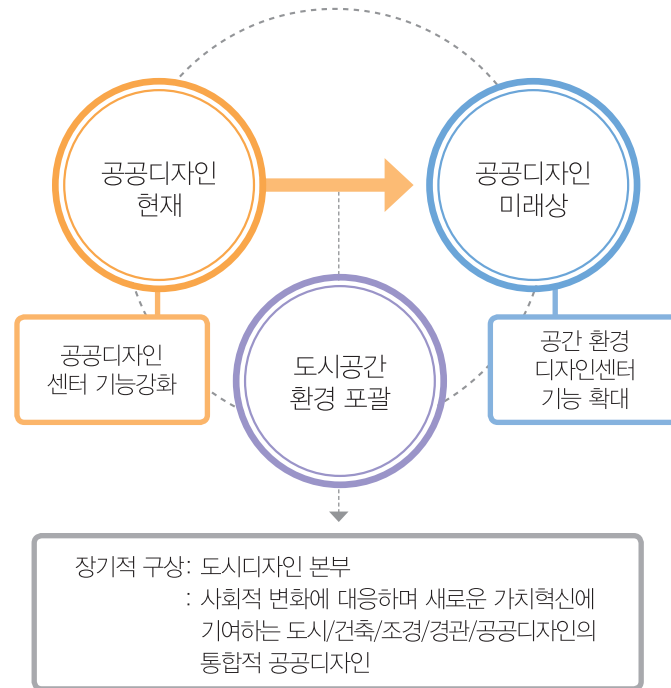 공공디자인
현재
공공디자인
미래상
공공디자인
센터 기능강화
도시공간
환경 포괄
공간 환경
디자인센터
기능 확대
장기적 구상: 도시디자인 본부
: 사회적 변화에 대응하며 새로운 가치혁신에
기여하는 도시/건축/조경/경관/공공디자인의
통합적 공공디자인